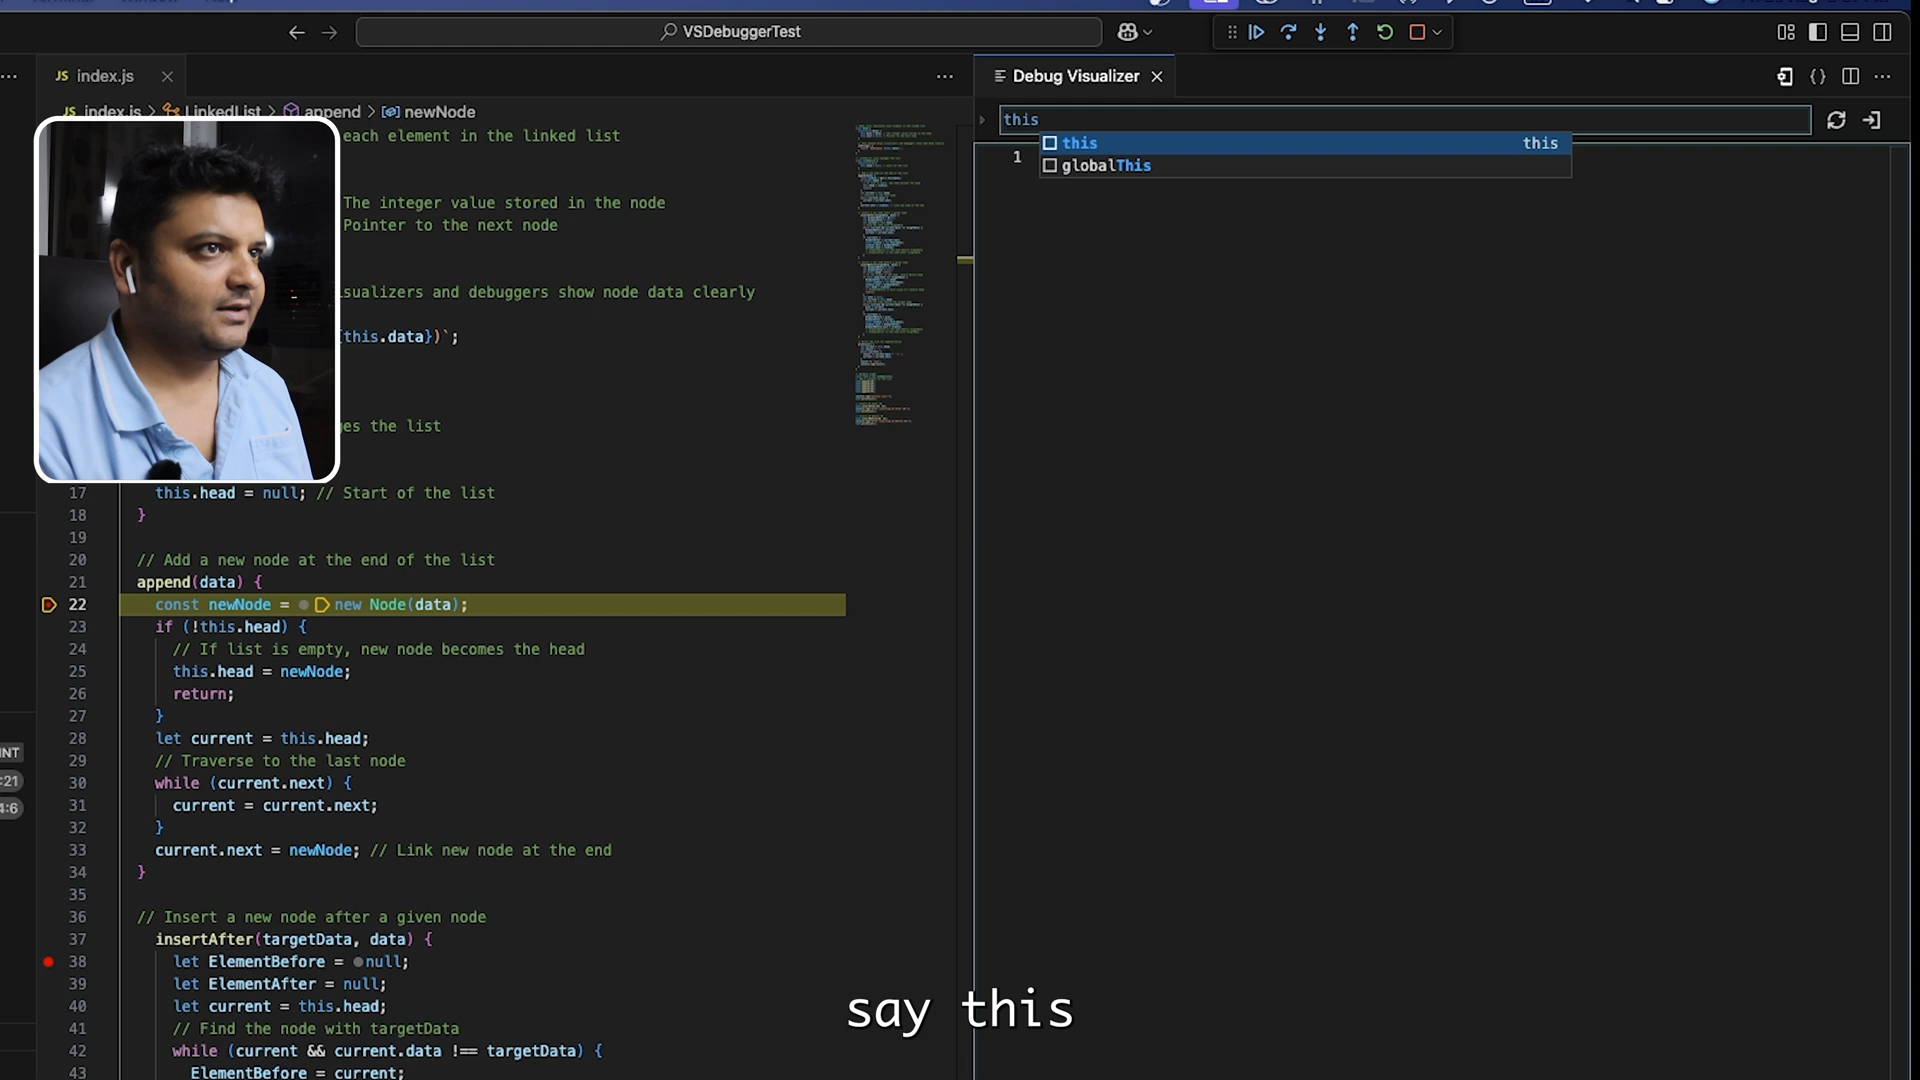 VSDebuggerTest
JS index.js
Debug Visualizer
JS index.js > LinkedList > append > newNode
this
this this
globalThis
1
each element in the linked list
The integer value stored in the node
Pointer to the next node
sualizers and debuggers show node data clearly
this.data})`;
ges the list
17 this.head = null; // Start of the list
18 }
19
20 // Add a new node at the end of the list
21 append(data) {
22 const newNode = new Node(data);
23 if (!this.head) {
24 // If list is empty, new node becomes the head
25 this.head = newNode;
26 return;
27 }
28 let current = this.head;
29 // Traverse to the last node
30 while (current.next) {
31 current = current.next;
32 }
33 current.next = newNode; // Link new node at the end
34 }
35
36 // Insert a new node after a given node
37 insertAfter(targetData, data) {
38 let ElementBefore = null;
39 let ElementAfter = null;
40 let current = this.head;
41 // Find the node with targetData
42 while (current && current.data !== targetData) {
43 ElementBefore = current;
INT
:21
4:6
say this